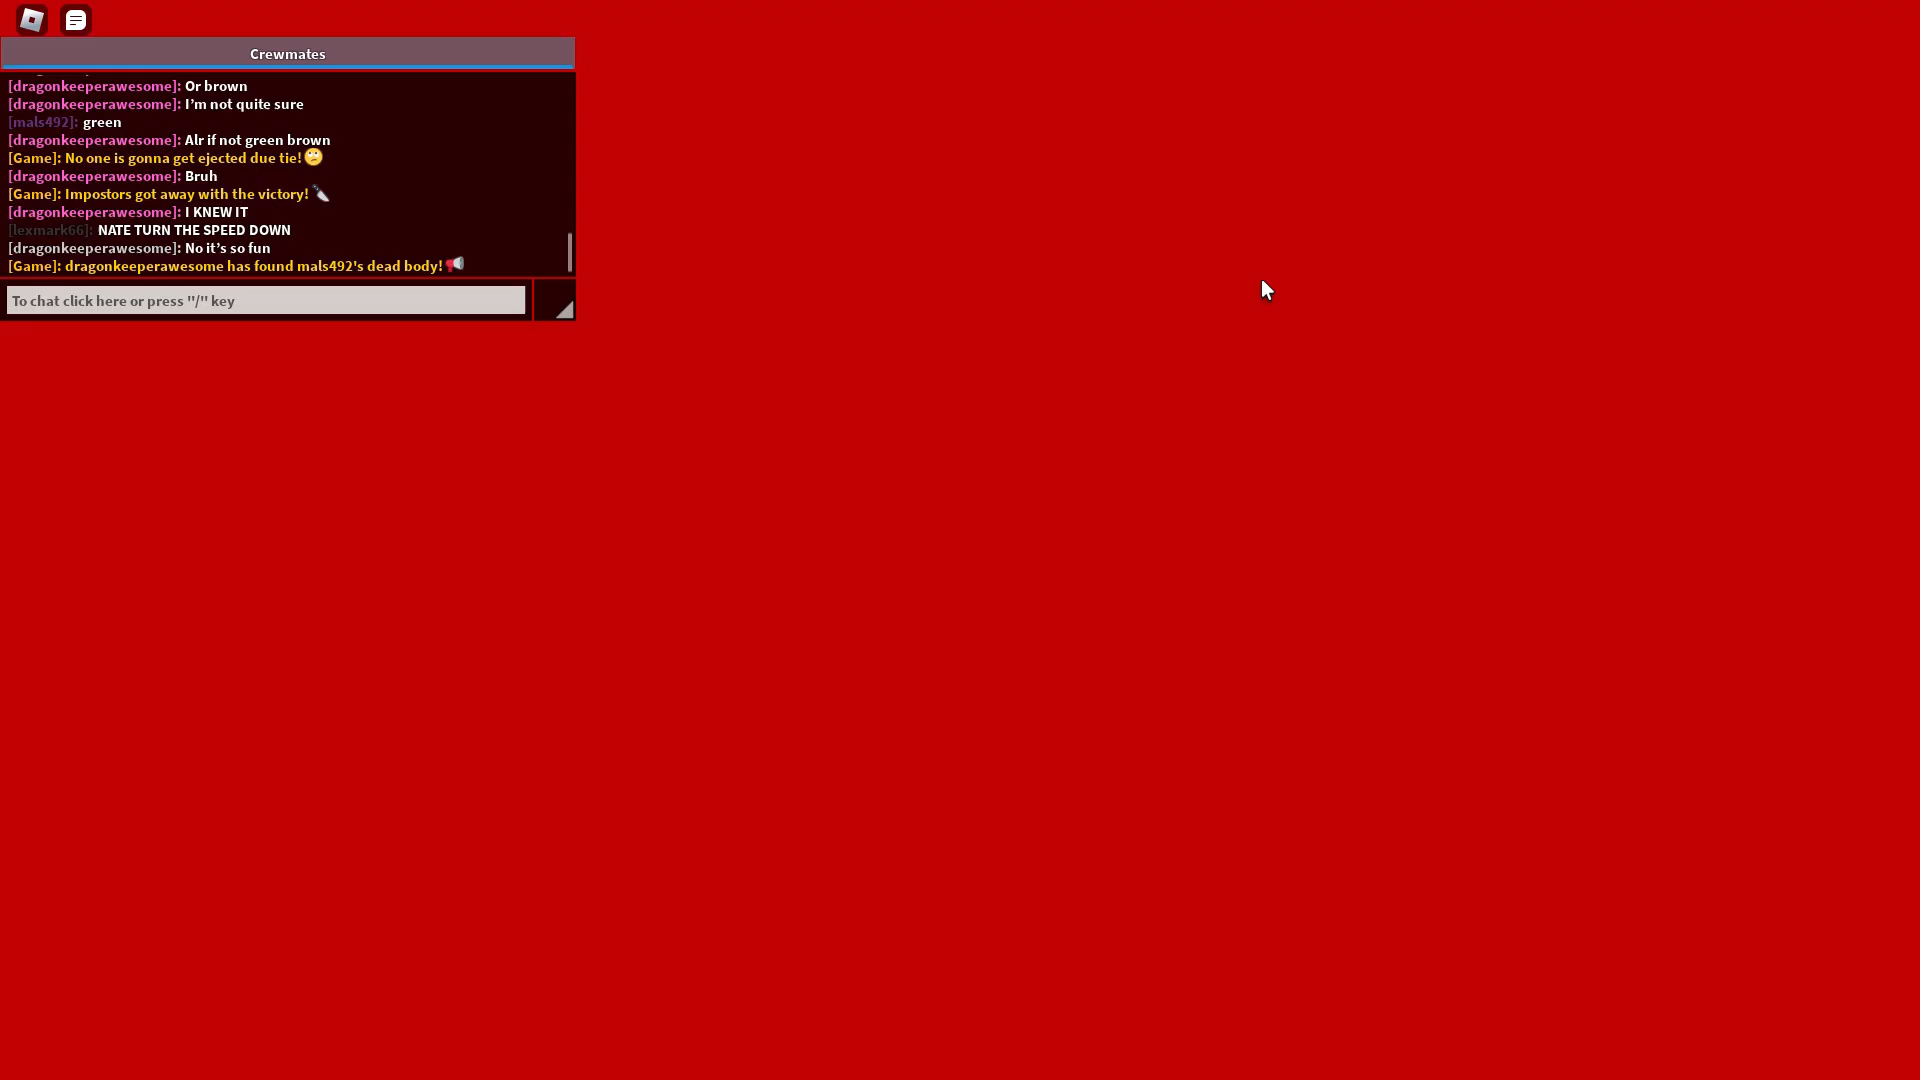 Crewmates
[dragonkeeperawesome]: Or brown
[dragonkeeperawesome]: I’m not quite sure
[mals492]: green
[dragonkeeperawesome]: Alr if not green brown
[Game]: No one is gonna get ejected due tie!🙄
[dragonkeeperawesome]: Bruh
[Game]: Impostors got away with the victory!🔪
[dragonkeeperawesome]: I KNEW IT
[lexmark66]: NATE TURN THE SPEED DOWN
[dragonkeeperawesome]: No it’s so fun
[Game]: dragonkeeperawesome has found mals492's dead body!📢
To chat click here or press "/" key